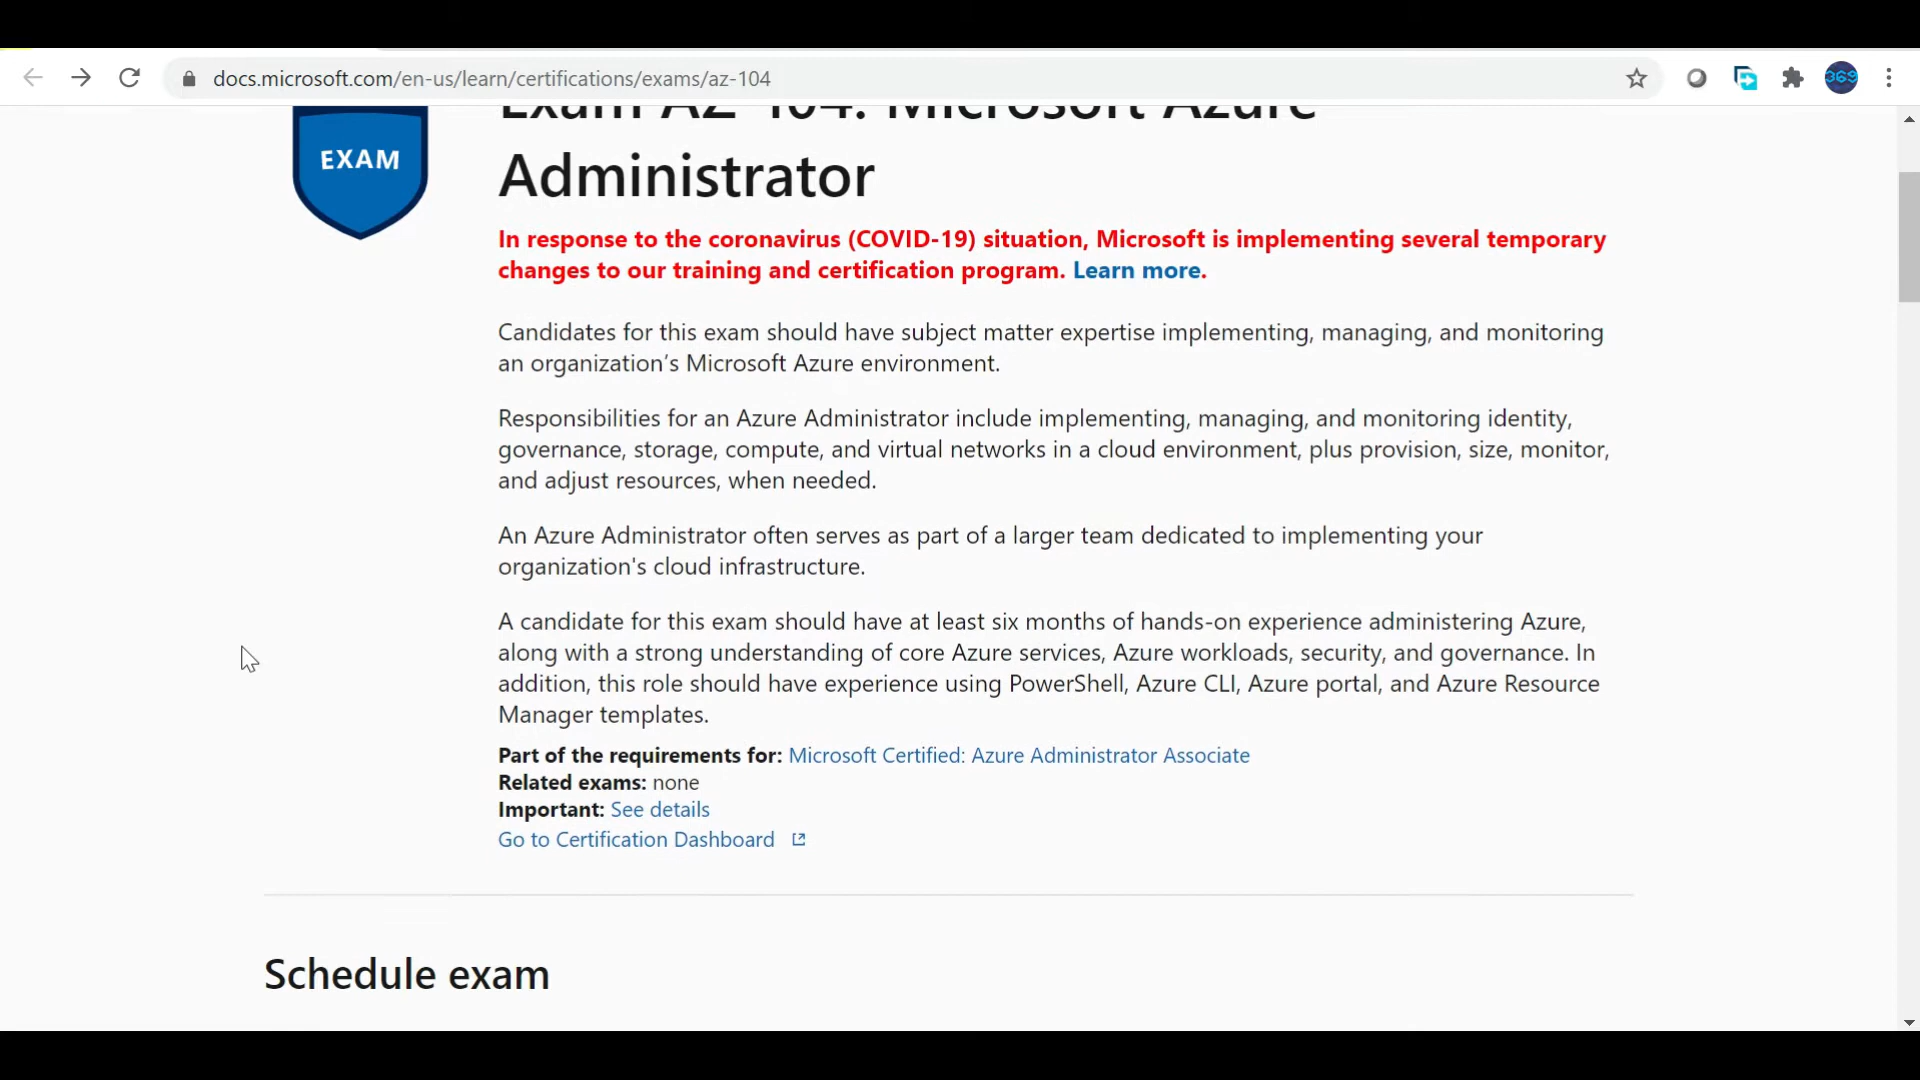 docs.microsoft.com/en-us/learn/certifications/exams/az-104
369
Exam AZ-104: Microsoft Azure
Administrator
EXAM
In response to the coronavirus (COVID-19) situation, Microsoft is implementing several temporary
changes to our training and certification program. Learn more.
Candidates for this exam should have subject matter expertise implementing, managing, and monitoring
an organization’s Microsoft Azure environment.
Responsibilities for an Azure Administrator include implementing, managing, and monitoring identity,
governance, storage, compute, and virtual networks in a cloud environment, plus provision, size, monitor,
and adjust resources, when needed.
An Azure Administrator often serves as part of a larger team dedicated to implementing your
organization's cloud infrastructure.
A candidate for this exam should have at least six months of hands-on experience administering Azure,
along with a strong understanding of core Azure services, Azure workloads, security, and governance. In
addition, this role should have experience using PowerShell, Azure CLI, Azure portal, and Azure Resource
Manager templates.
Part of the requirements for: Microsoft Certified: Azure Administrator Associate
Related exams: none
Important: See details
Go to Certification Dashboard
Schedule exam